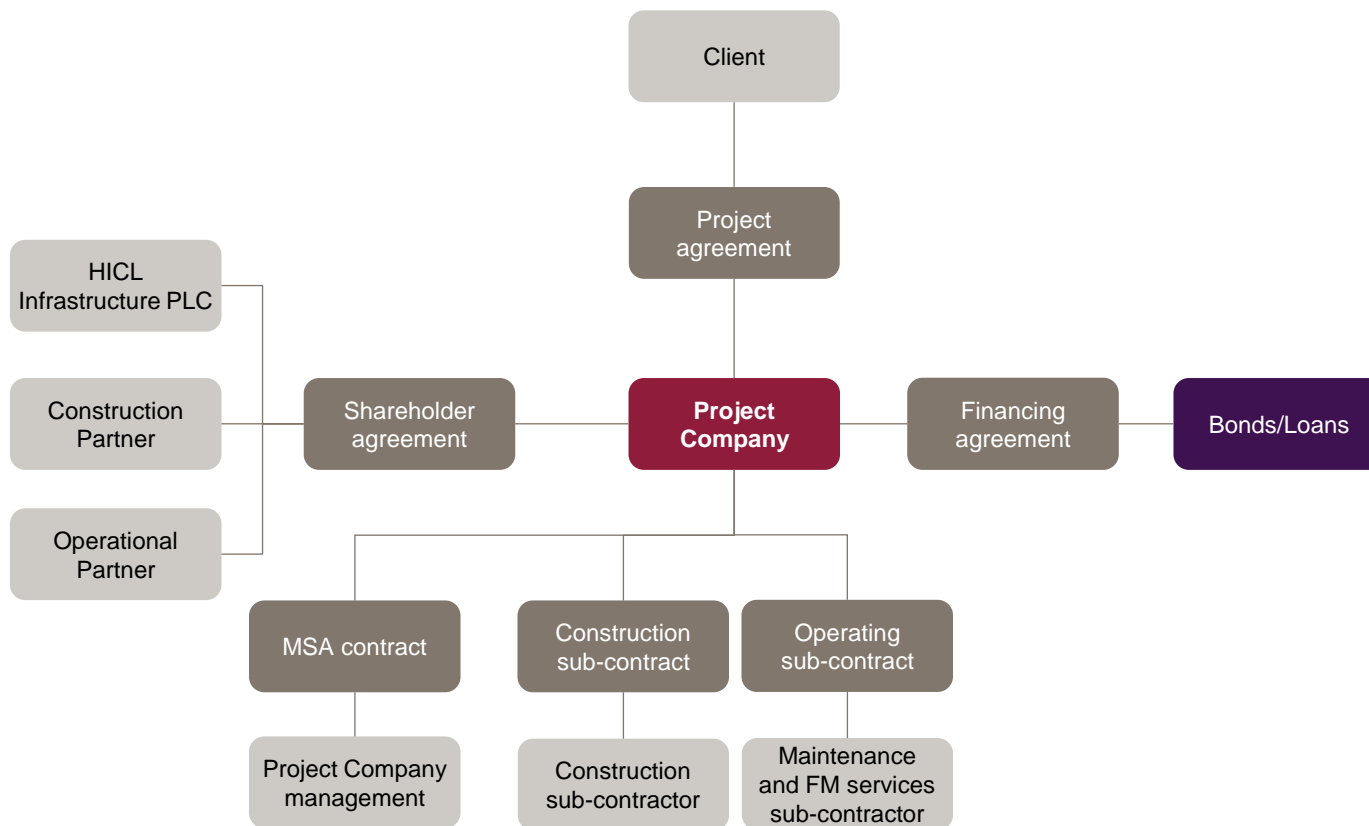 Client
Project
agreement
HICL
Infrastructure PLC
Construction
Partner
Operational
Partner
Shareholder
agreement
Project
Company
Financing
agreement
Bonds/Loans
MSA contract
Construction
sub-contract
Operating
sub-contract
Project Company
management
Construction
sub-contractor
Maintenance
and FM services
sub-contractor